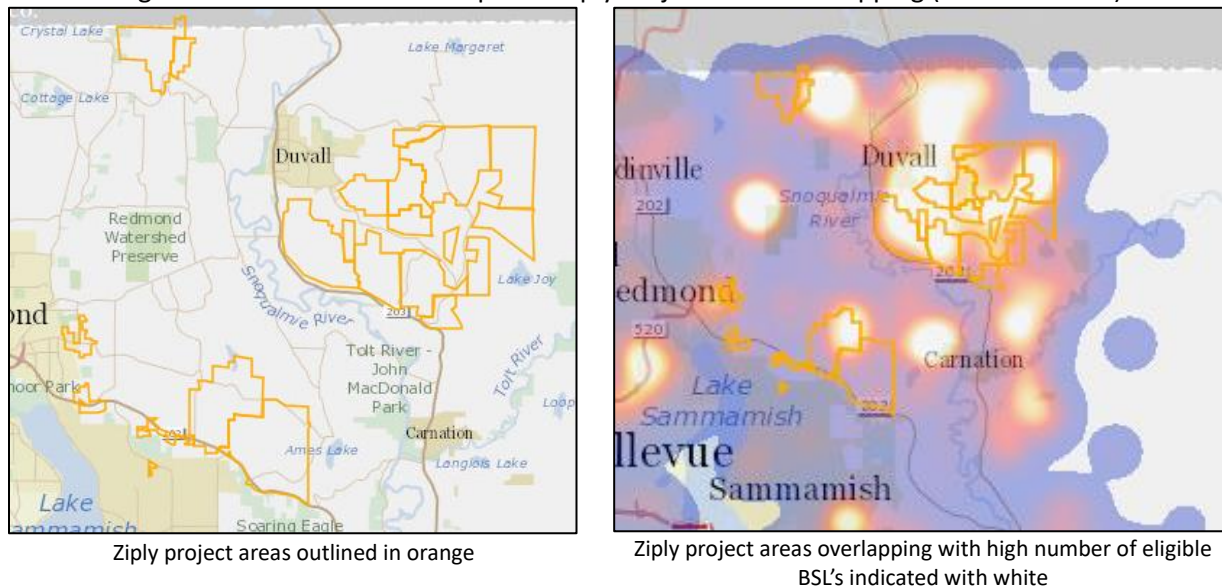 Crystal Lake
Lake Margaret
Cottage Lake
Duvall
Redmond
Watershed
Preserve
Snoqualmie River
Lake Joy
203
ond
Tolt River -
John
MacDonald
Park
Tolt River
moor Park
Loop
202
Ames Lake
Carnation
Langlois Lake
Lake
ammamish
Soaring Eagle
Ziply project areas outlined in orange
Duvall
dinville
202
Snoqualmie
River
203
edmond
520
Carnation
Lake
Sammamish
202
llevue
Sammamish
Ziply project areas overlapping with high number of eligible
BSL's indicated with white